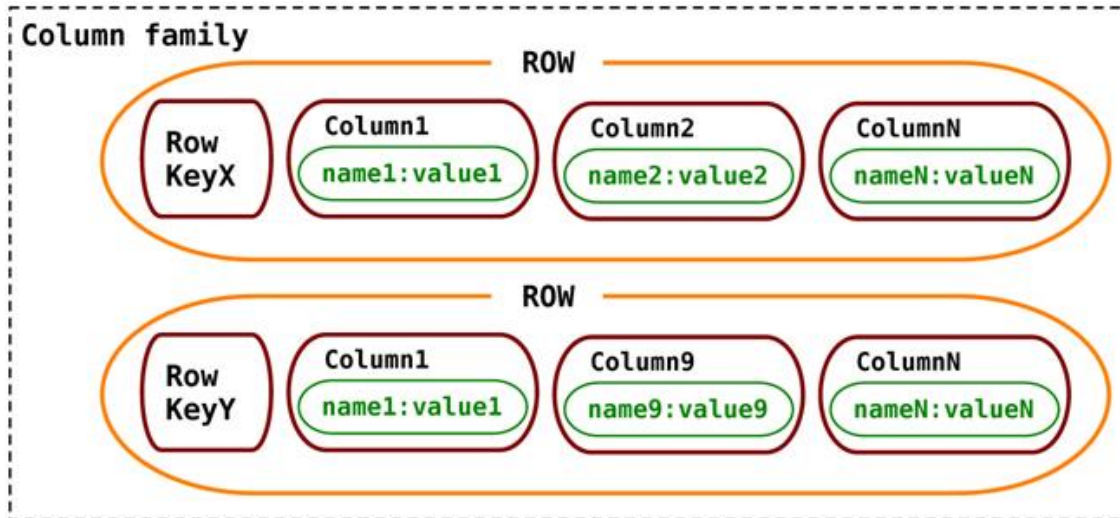 Column family
ROW
Row
KeyX
Column1
name1:value1
Column2
name2:value2
ColumnN
nameN:valueN
ROW
Row
KeyY
Column1
name1:value1
Column9
name9:value9
ColumnN
nameN:valueN